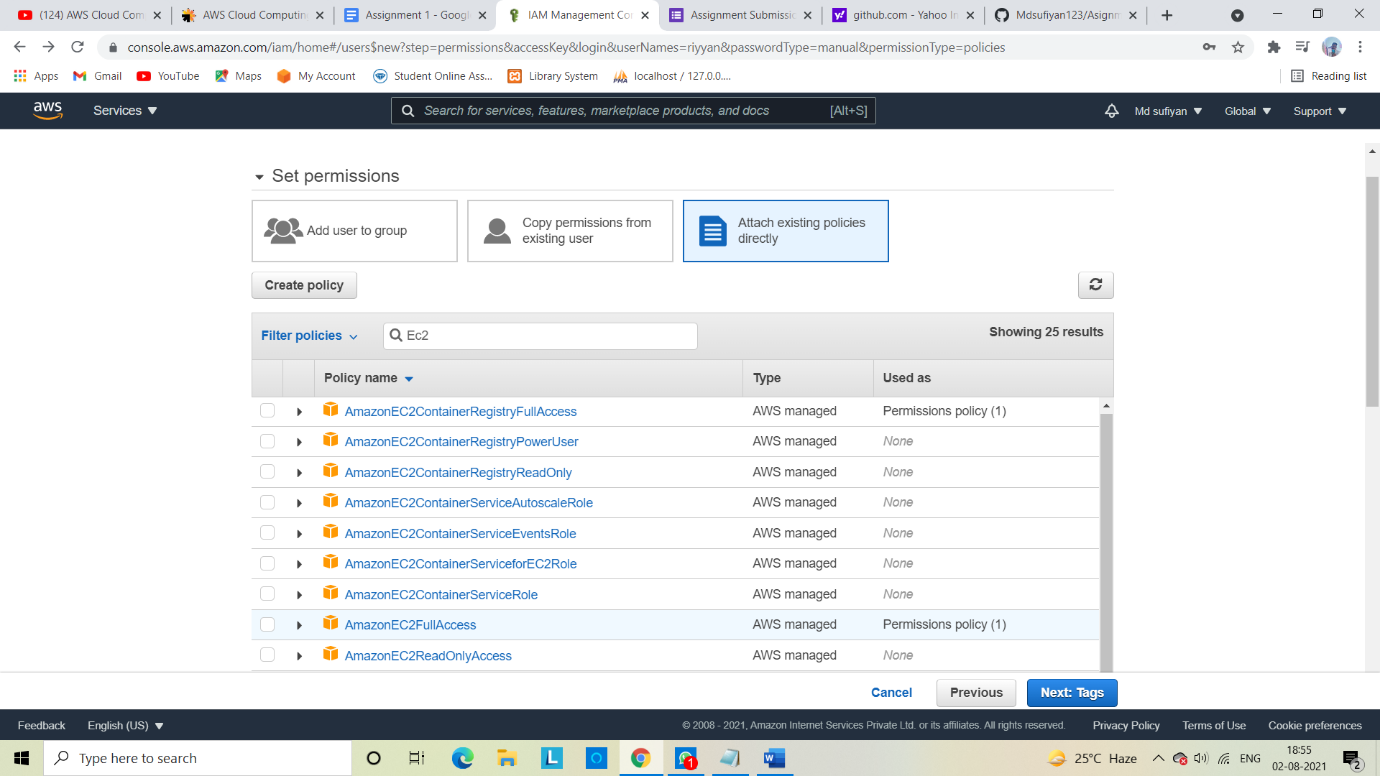 (124) AWS Cloud Com
AWS Cloud Computin
Assignment 1 - Googl
IAM Management Co
Assignment Submissio
github.com - Yahoo In
Mdsufiyan123/Asignm
console.aws.amazon.com/iam/home#/users$new?step=permissions&accessKey&login&userNames=riyyan&passwordType=manual&permissionType=policies
Apps
Gmail
YouTube
Maps
My Account
Student Online Ass...
Library System
localhost / 127.0.0....
Reading list
aws
Services
Search for services, features, marketplace products, and docs
[Alt+S]
Md sufiyan
Global
Support
Set permissions
Add user to group
Copy permissions from
existing user
Attach existing policies
directly
Create policy
Filter policies
Ec2
Showing 25 results
Policy name
Type
Used as
AmazonEC2ContainerRegistryFullAccess AWS managed Permissions policy (1)
AmazonEC2ContainerRegistryPowerUser AWS managed None
AmazonEC2ContainerRegistryReadOnly AWS managed None
AmazonEC2ContainerServiceAutoscaleRole AWS managed None
AmazonEC2ContainerServiceEventsRole AWS managed None
AmazonEC2ContainerServiceforEC2Role AWS managed None
AmazonEC2ContainerServiceRole AWS managed None
AmazonEC2FullAccess AWS managed Permissions policy (1)
AmazonEC2ReadOnlyAccess AWS managed None
Cancel
Previous
Next: Tags
Feedback
English (US)
© 2008 - 2021, Amazon Internet Services Private Ltd. or its affiliates. All rights reserved.
Privacy Policy
Terms of Use
Cookie preferences
Type here to search
L
1
W
25°C Haze
ENG
18:55
02-08-2021
2